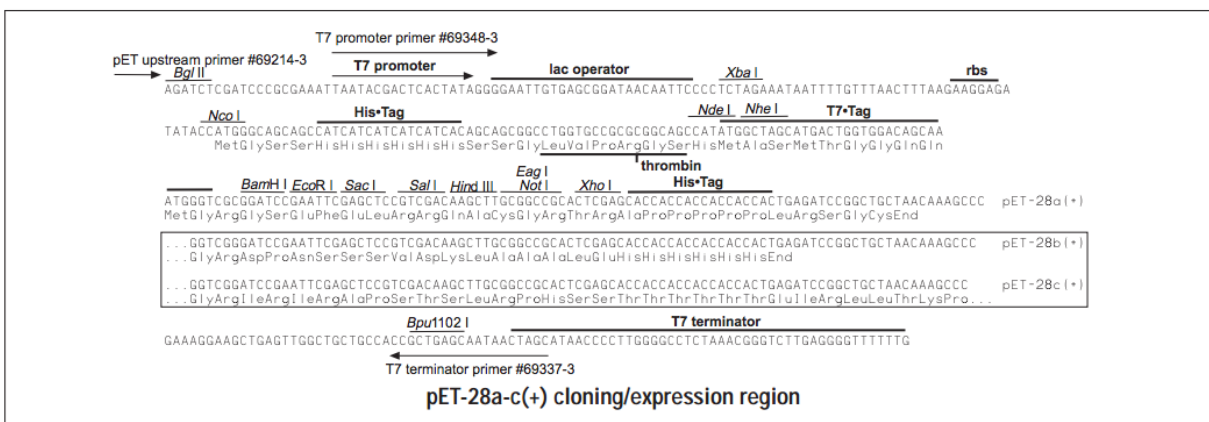 T7 promoter primer #69348-3
pET upstream primer #69214-3
Bgl II T7 promoter lac operator Xba I rbs
AGATCTCGATCCCGCGAAATTAATACGACTCACTATAGGGGAATTGTGAGCGGATAACAATTCCCCTCTAGAAATAATTTTGTTTAACTTTAAGAAGGAGA
Nco I His•Tag Nde I Nhe I T7•Tag
TATACCATGGGCAGCAGCCATCATCATCATCATCACAGCAGCGGCCTGGTGCCGCGCGGCAGCCATATGGCTAGCATGACTGGTGGACAGCAA
MetGlySerSerHisHisHisHisHisHisSerSerGlyLeuValProArgGlySerHisMetAlaSerMetThrGlyGlyGlnGln
thrombin
Eag I
BamH I EcoR I Sac I Sal I Hind III Not I Xho I His•Tag
ATGGGTCGCGGATCCGAATTCGAGCTCCGTCGACAAGCTTGCGGCCGCACTCGAGCACCACCACCACCACCACTGAGATCCGGCTGCTAACAAAGCCC pET-28a(+)
MetGlyArgGlySerGluPheGluLeuArgArgGlnAlaCysGlyArgThrArgAlaProProProProProLeuArgSerGlyCysEnd
...GGTCGGGATCCGAATTCGAGCTCCGTCGACAAGCTTGCGGCCGCACTCGAGCACCACCACCACCACCACTGAGATCCGGCTGCTAACAAAGCCC pET-28b(+)
...GlyArgAspProAsnSerSerSerValAspLysLeuAlaAlaAlaLeuGluHisHisHisHisHisHisEnd
...GGTCGGATCCGAATTCGAGCTCCGTCGACAAGCTTGCGGCCGCACTCGAGCACCACCACCACCACCACTGAGATCCGGCTGCTAACAAAGCCC pET-28c(+)
...GlyArgIleArgIleArgAlaProSerThrSerLeuArgProHisSerSerThrThrThrThrThrThrGluIleArgLeuLeuThrLysPro...
Bpu1102 I T7 terminator
GAAAGGAAGCTGAGTTGGCTGCTGCCACCGCTGAGCAATAACTAGCATAACCCCTTGGGGCCTCTAAACGGGTCTTGAGGGGTTTTTTG
T7 terminator primer #69337-3
pET-28a-c(+) cloning/expression region